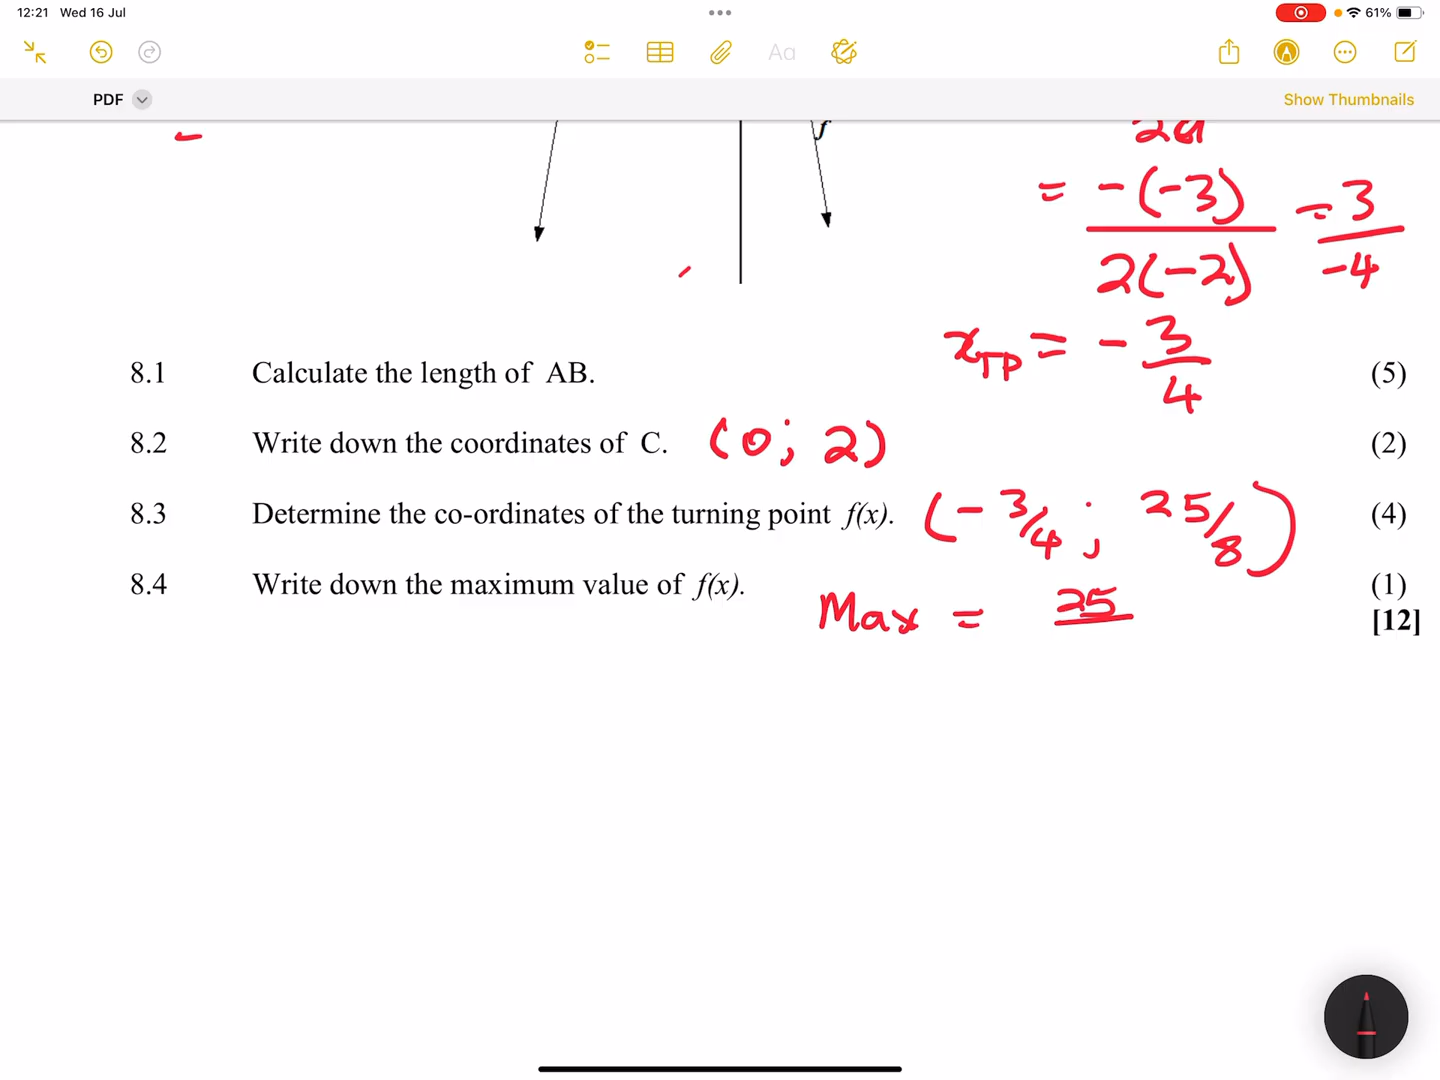 12:21 Wed 16 Jul
61%
Aa
PDF
Show Thumbnails
f
2a
= -(-3) / 2(-2) = 3 / -4
x_TP = - 3/4
8.1 Calculate the length of AB. (5)
8.2 Write down the coordinates of C. (0; 2) (2)
8.3 Determine the co-ordinates of the turning point f(x). (-3/4; 25/8) (4)
8.4 Write down the maximum value of f(x). (1)
Max = 25
[12]